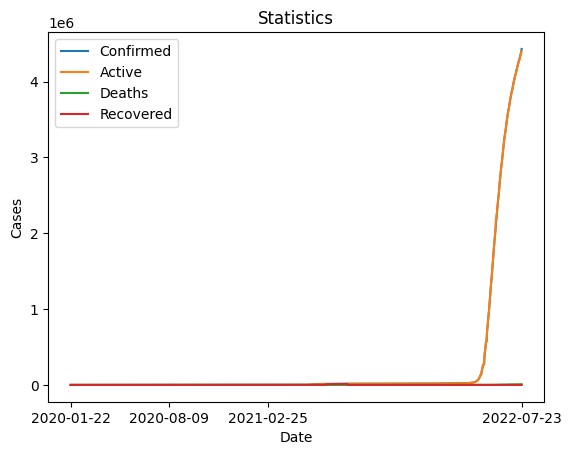 Statistics
1e6
Confirmed
Active
Deaths
Recovered
4
3
2
1
0
Cases
2020-01-22 2020-08-09 2021-02-25 2022-07-23
Date